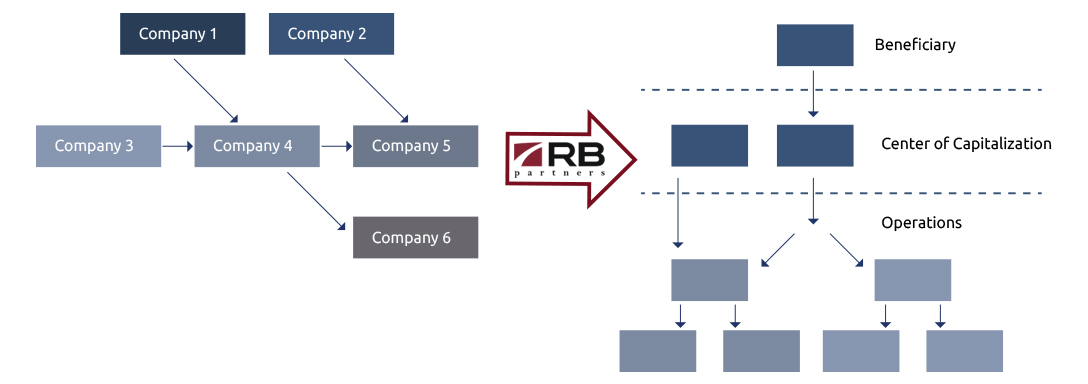 Company 1
Company 2
Company 3
Company 4
Company 5
Company 6
RB
partners
Beneficiary
Center of Capitalization
Operations